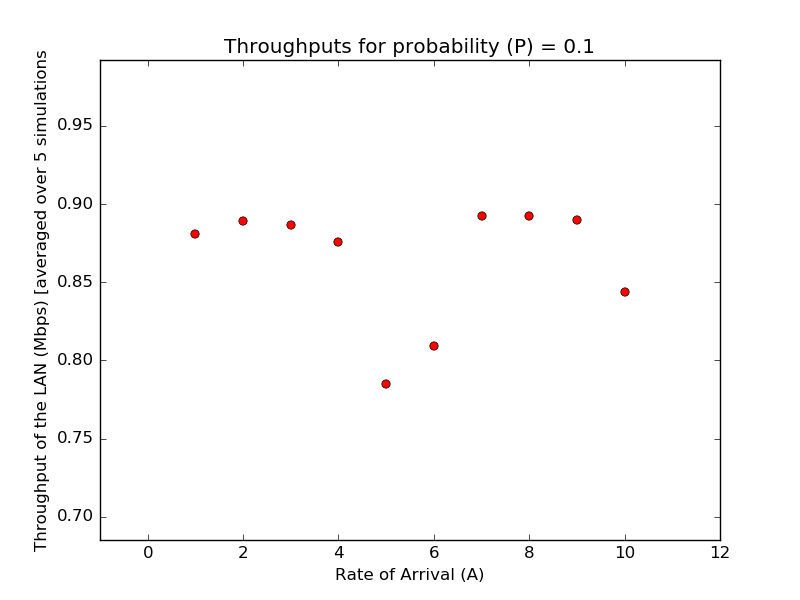 Throughputs for probability (P) = 0.1
Throughput of the LAN (Mbps) [averaged over 5 simulations
0.95
0.90
0.85
0.80
0.75
0.70
0 2 4 6 8 10 12
Rate of Arrival (A)